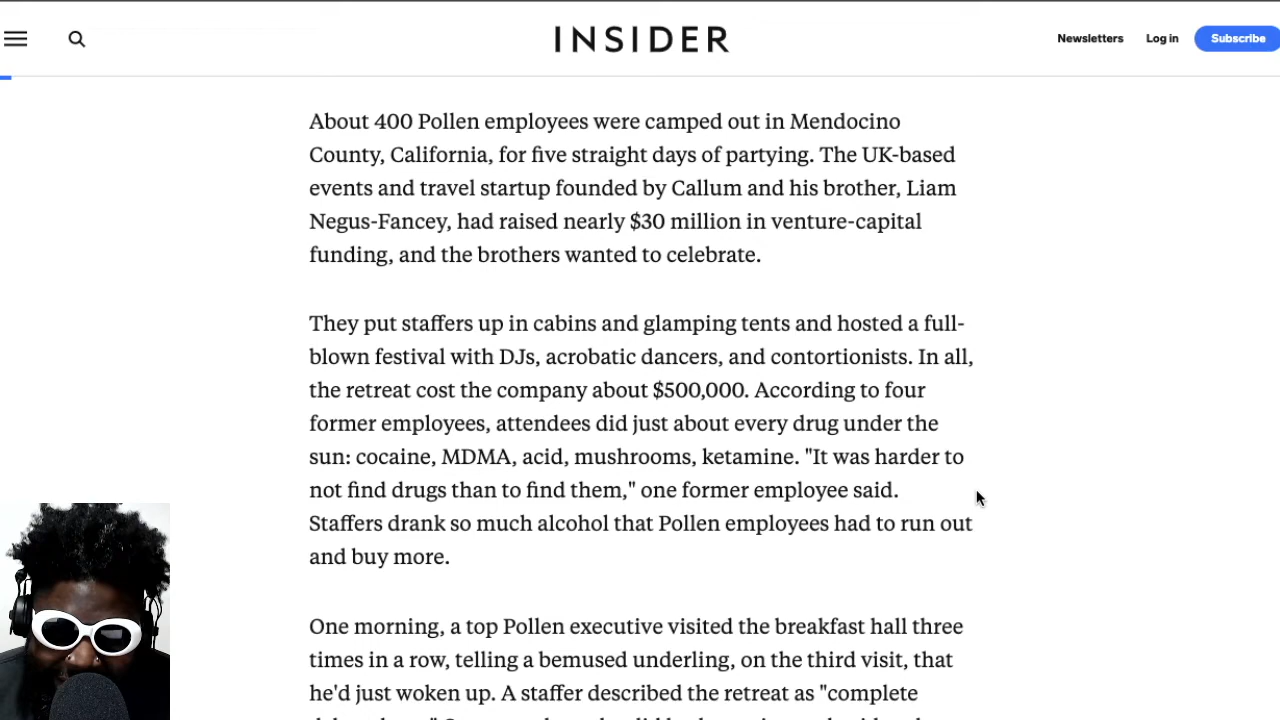 INSIDER
Newsletters
Log in
Subscribe
About 400 Pollen employees were camped out in Mendocino
County, California, for five straight days of partying. The UK-based
events and travel startup founded by Callum and his brother, Liam
Negus-Fancey, had raised nearly $30 million in venture-capital
funding, and the brothers wanted to celebrate.
They put staffers up in cabins and glamping tents and hosted a full-
blown festival with DJs, acrobatic dancers, and contortionists. In all,
the retreat cost the company about $500,000. According to four
former employees, attendees did just about every drug under the
sun: cocaine, MDMA, acid, mushrooms, ketamine. "It was harder to
not find drugs than to find them," one former employee said.
Staffers drank so much alcohol that Pollen employees had to run out
and buy more.
One morning, a top Pollen executive visited the breakfast hall three
times in a row, telling a bemused underling, on the third visit, that
he'd just woken up. A staffer described the retreat as "complete